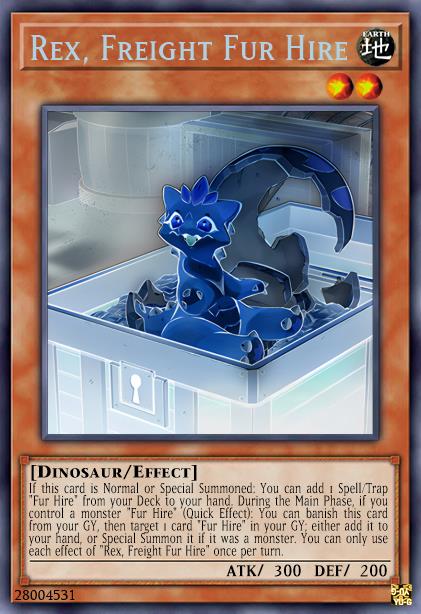 Rex, Freight Fur Hire
EARTH
地
[Dinosaur/Effect]
If this card is Normal or Special Summoned: You can add 1 Spell/Trap
"Fur Hire" from your Deck to your hand. During the Main Phase, if you
control a monster "Fur Hire" (Quick Effect): You can banish this
card from your GY, then target 1 card "Fur Hire" in your GY; either add it to
your hand, or Special Summon it if it was a monster. You can only use
each effect of "Rex, Freight Fur Hire" once per turn.
ATK/ 300 DEF/ 200
28004531